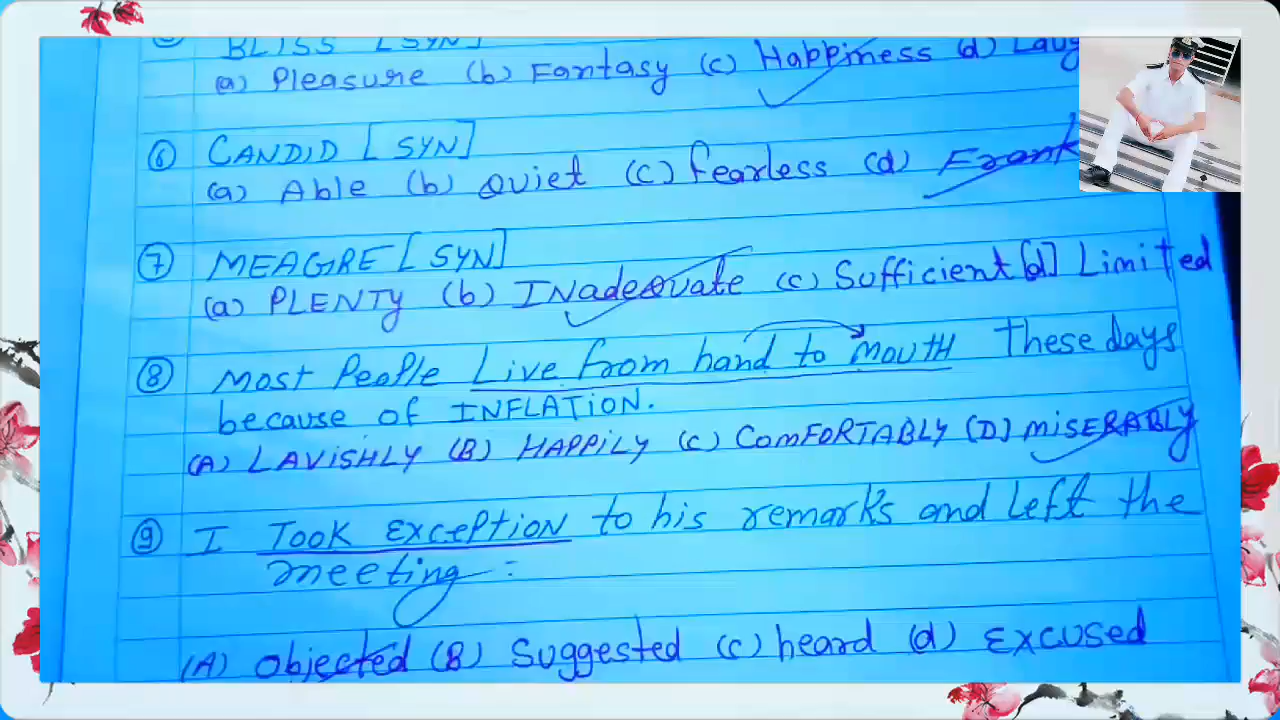 BLISS [SYN]
(a) Pleasure (b) Fantasy (c) Happiness (d)
⑥ CANDID [SYN]
(a) Able (b) Quiet (c) fearless (d) Frank
⑦ MEAGRE [SYN]
(a) PLENTY (b) INadeQuate (c) Sufficient [d] Limited
⑧ Most People Live from hand to MOUTH These days
because of INFLATION.
(A) LAVISHLY (B) HAPPILY (C) COMFORTABLY (D) MISERABLY
⑨ I TOOK Exception to his remarks and left the
meeting :
(A) Objected (B) Suggested (c) heard (d) Excused